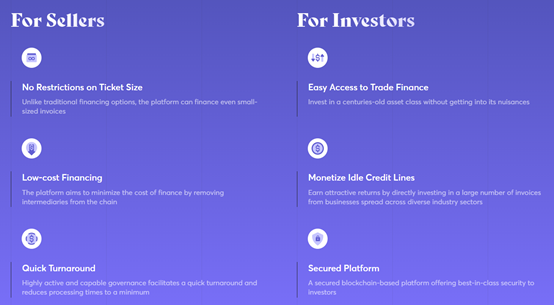 For Sellers
No Restrictions on Ticket Size
Unlike traditional financing options, the platform can finance even small-
sized invoices
Low-cost Financing
The platform aims to minimize the cost of finance by removing
intermediaries from the chain
Quick Turnaround
Highly active and capable governance facilitates a quick turnaround and
reduces processing times to a minimum
For Investors
Easy Access to Trade Finance
Invest in a centuries-old asset class without getting into its nuisances
Monetize Idle Credit Lines
Earn attractive returns by directly investing in a large number of invoices
from businesses spread across diverse industry sectors
Secured Platform
A secured blockchain-based platform offering best-in-class security to
investors